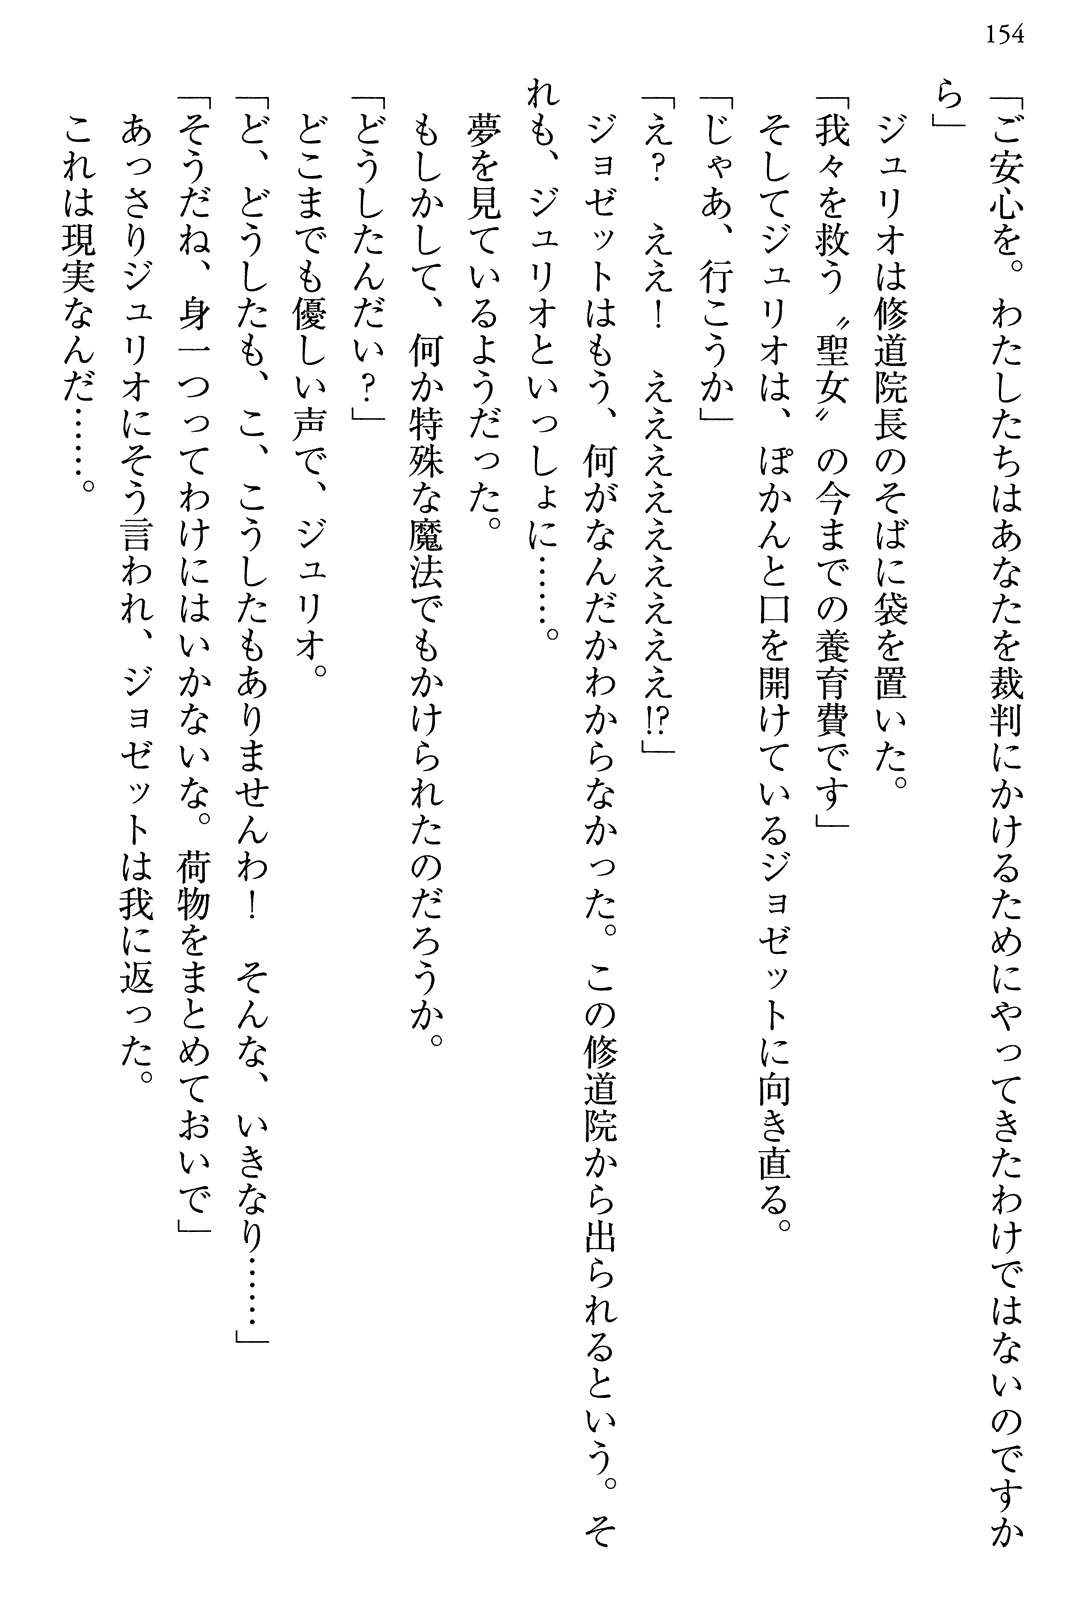 154
「ご安心を。わたしたちはあなたを裁判にかけるためにやってきたわけではないのですか
ら」
　ジュリオは修道院長のそばに袋を置いた。
「我々を救う〝聖女〟の今までの養育費です」
　そしてジュリオは、ぽかんと口を開けているジョゼットに向き直る。
「じゃあ、行こうか」
「え？　ええ！　ええええええええ!?」
　ジョゼットはもう、何がなんだかわからなかった。この修道院から出られるという。そ
れも、ジュリオといっしょに……。
　夢を見ているようだった。
　もしかして、何か特殊な魔法でもかけられたのだろうか。
「どうしたんだい？」
　どこまでも優しい声で、ジュリオ。
「ど、どうしたも、こ、こうしたもありませんわ！　そんな、いきなり……」
「そうだね、身一つってわけにはいかないな。荷物をまとめておいで」
　あっさりジュリオにそう言われ、ジョゼットは我に返った。
　これは現実なんだ……。